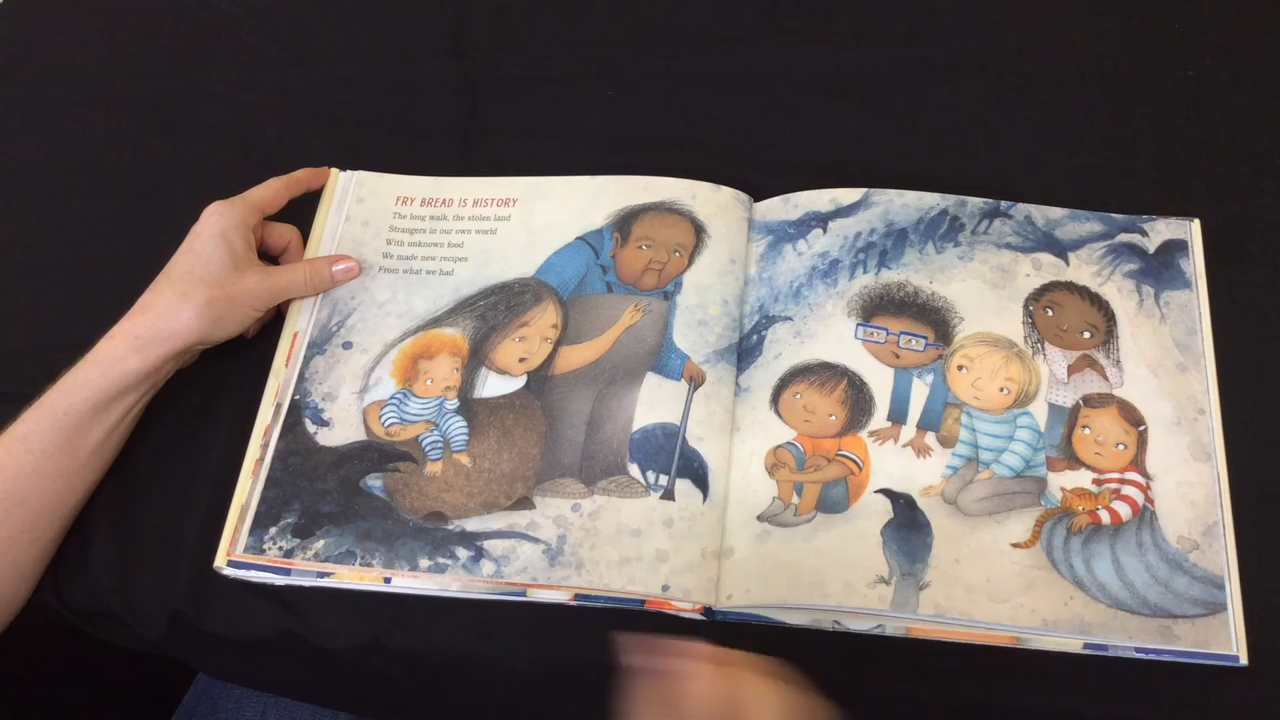 FRY BREAD IS HISTORY
The long walk, the stolen land
Strangers in our own world
With unknown food
We made new recipes
From what we had